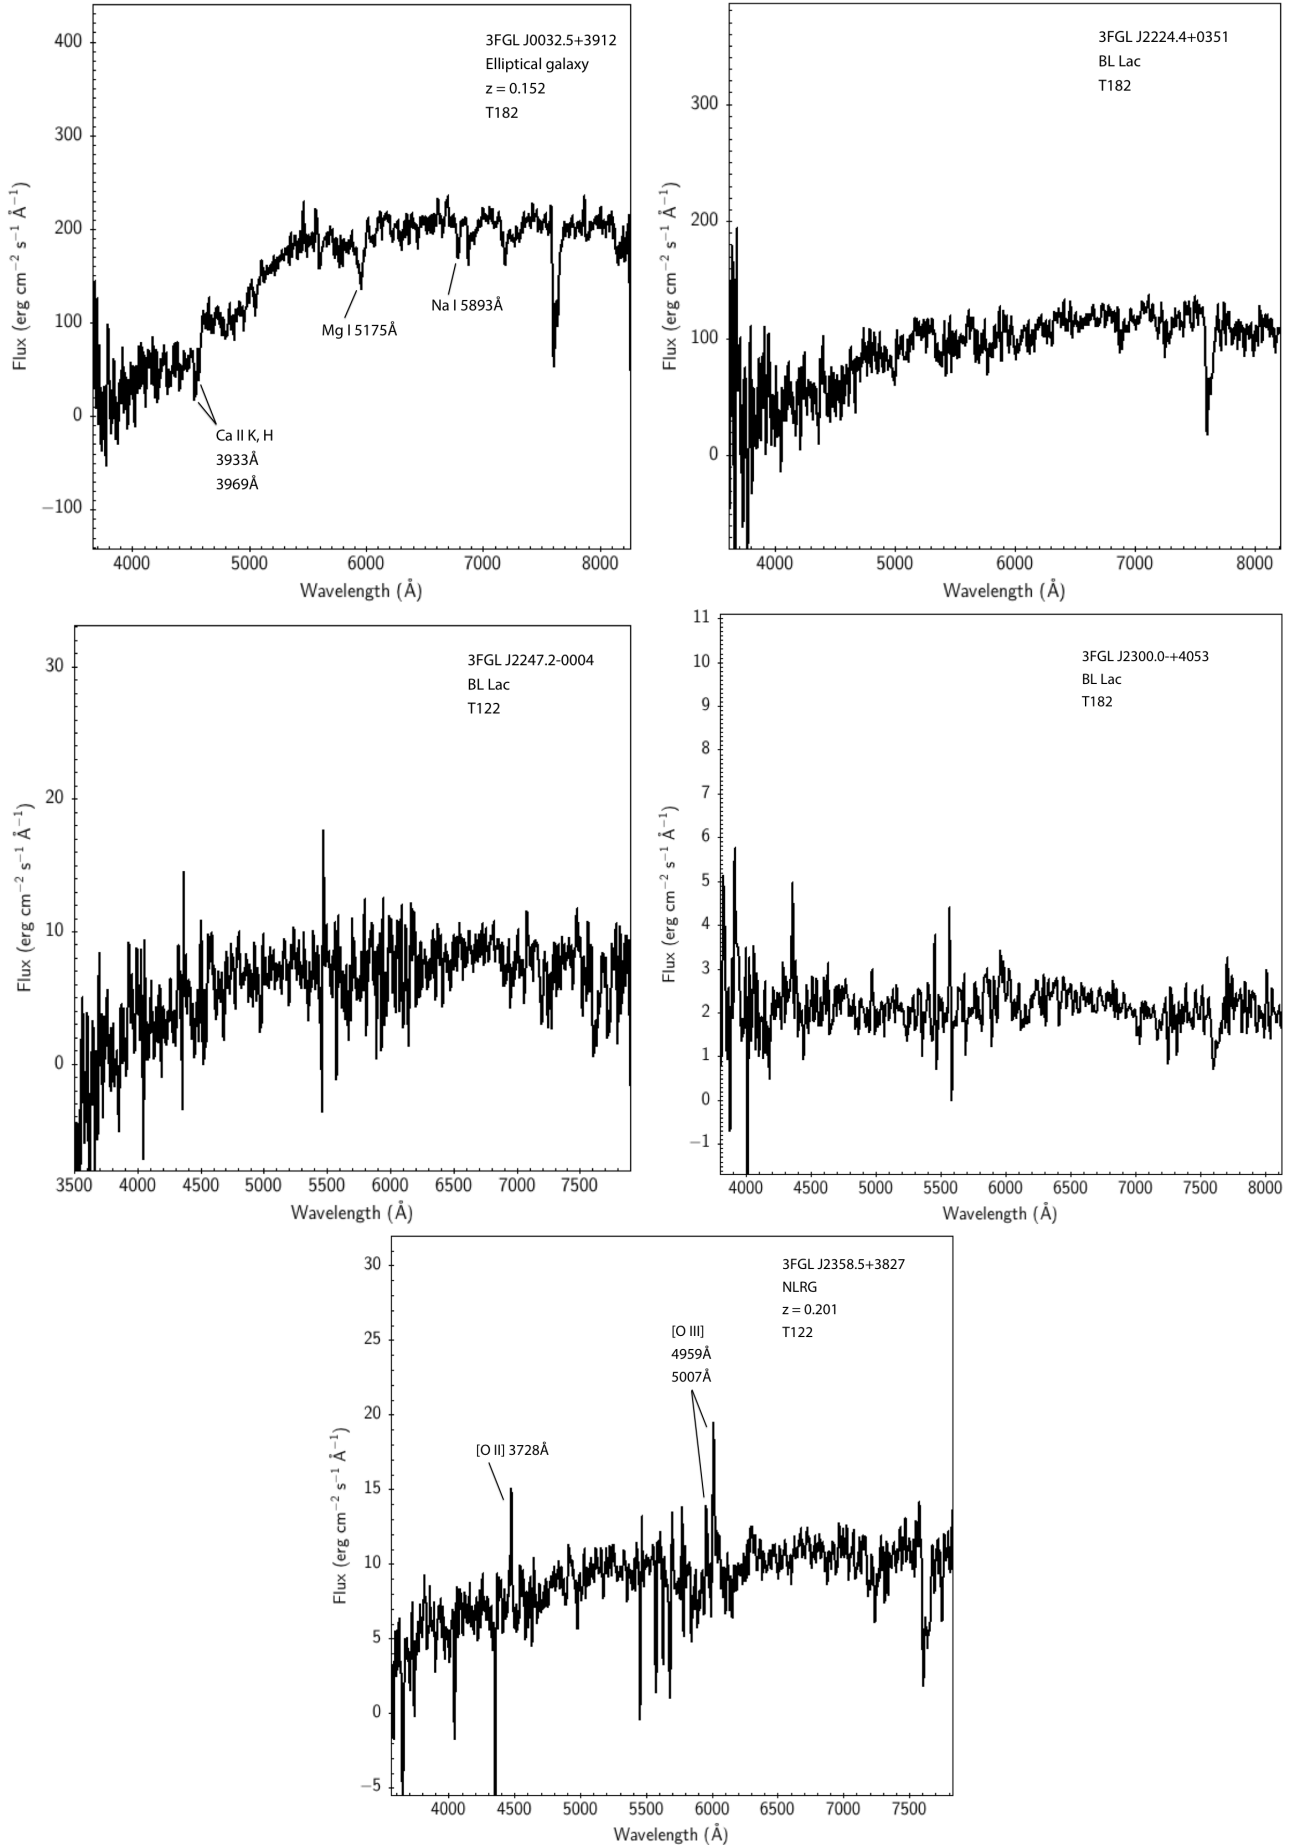 400
300
200
100
0
−100
4000 5000 6000 7000 8000
Wavelength (Å)
Flux (erg cm−2 s−1 Å−1)
3FGL J0032.5+3912
Elliptical galaxy
z = 0.152
T182
Mg I 5175Å
Na I 5893Å
Ca II K, H
3933Å
3969Å
300
200
100
0
4000 5000 6000 7000 8000
Wavelength (Å)
Flux (erg cm−2 s−1 Å−1)
3FGL J2224.4+0351
BL Lac
T182
30
20
10
0
3500 4000 4500 5000 5500 6000 6500 7000 7500
Wavelength (Å)
Flux (erg cm−2 s−1 Å−1)
3FGL J2247.2-0004
BL Lac
T122
11
10
9
8
7
6
5
4
3
2
1
0
−1
4000 4500 5000 5500 6000 6500 7000 7500 8000
Wavelength (Å)
Flux (erg cm−2 s−1 Å−1)
3FGL J2300.0-+4053
BL Lac
T182
30
25
20
15
10
5
0
−5
4000 4500 5000 5500 6000 6500 7000 7500
Wavelength (Å)
Flux (erg cm−2 s−1 Å−1)
3FGL J2358.5+3827
NLRG
z = 0.201
T122
[O III]
4959Å
5007Å
[O II] 3728Å